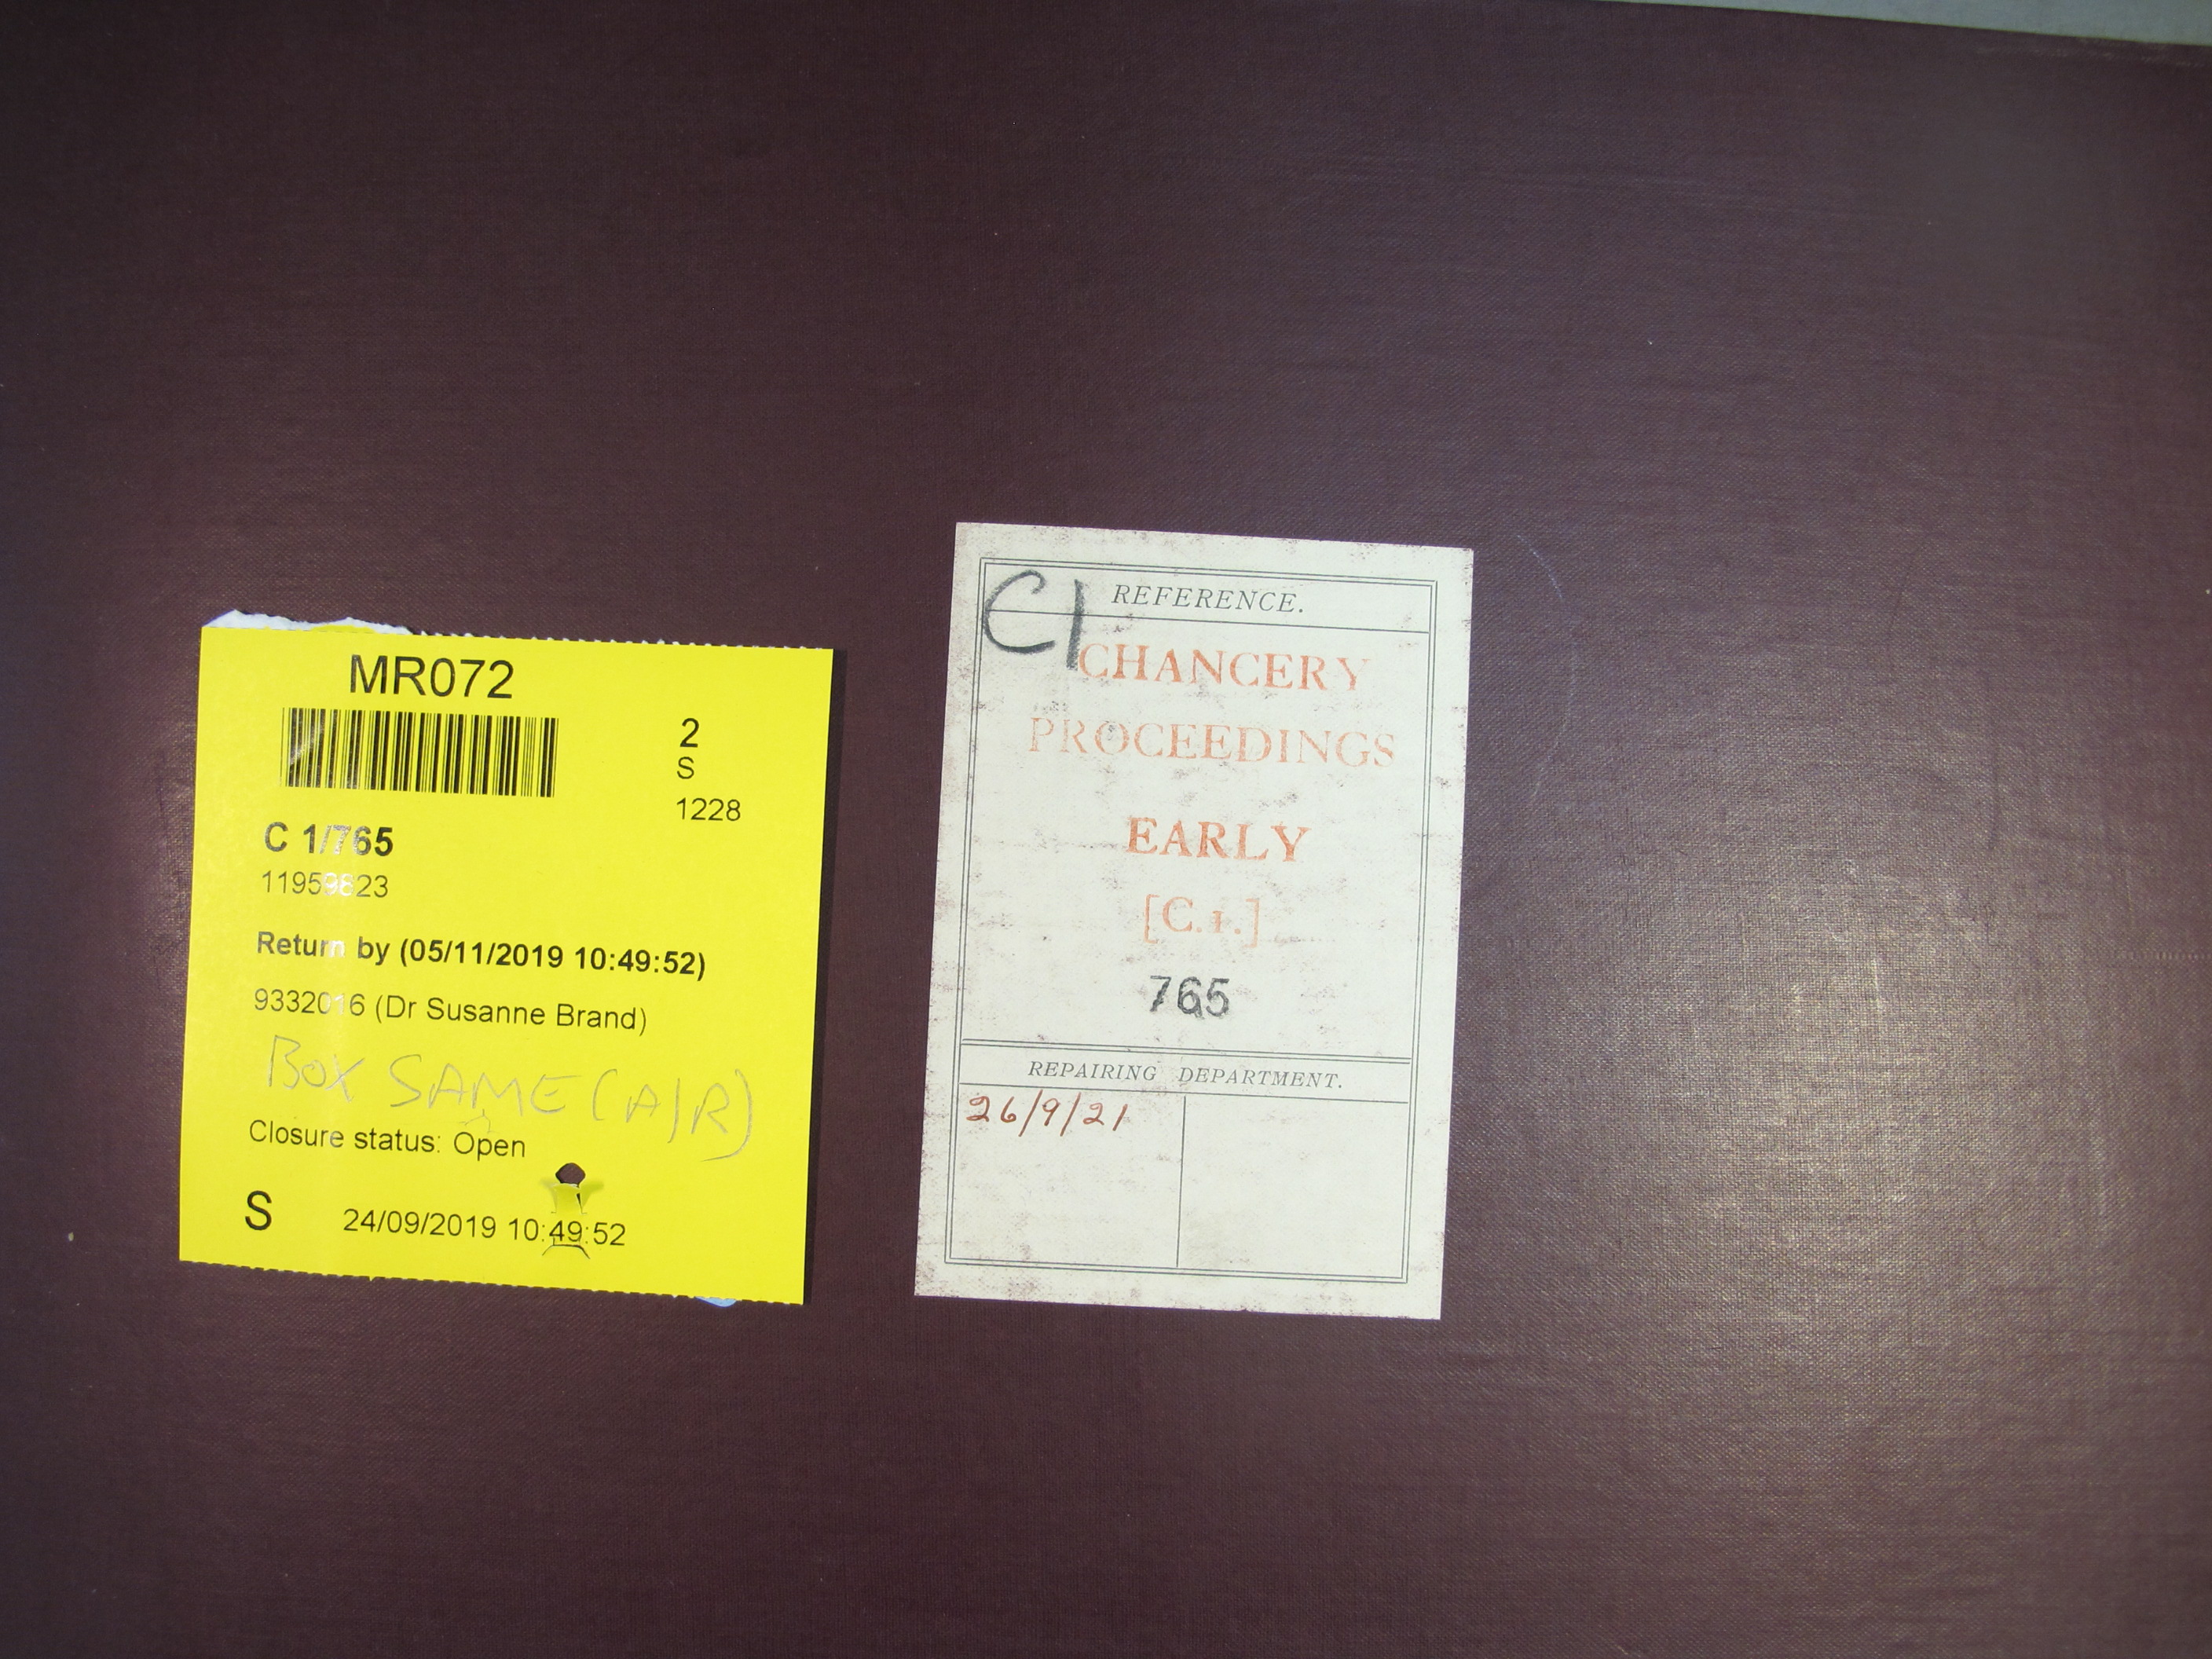 MR072
2
S
1228
C 1/765
11959823
Return by (05/11/2019 10:49:52)
9332016 (Dr Susanne Brand)
BOX SAME (A/R)
Closure status: Open
S 24/09/2019 10:49:52
C1
REFERENCE.
CHANCERY
PROCEEDINGS
EARLY
[C.1.]
765
REPAIRING DEPARTMENT.
26/9/21